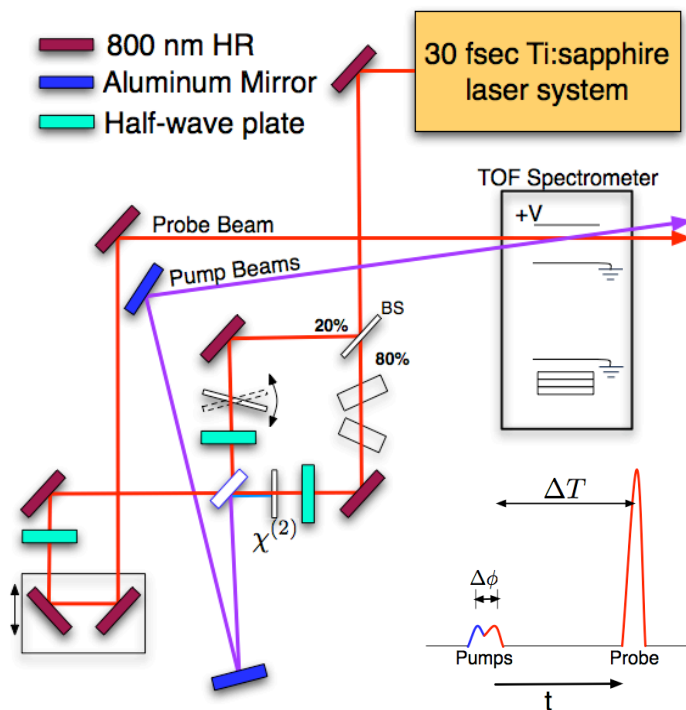 800 nm HR
Aluminum Mirror
Half-wave plate
30 fsec Ti:sapphire
laser system
TOF Spectrometer
+V
Probe Beam
Pump Beams
BS
20%
80%
χ(2)
ΔT
Δϕ
Pumps
Probe
t